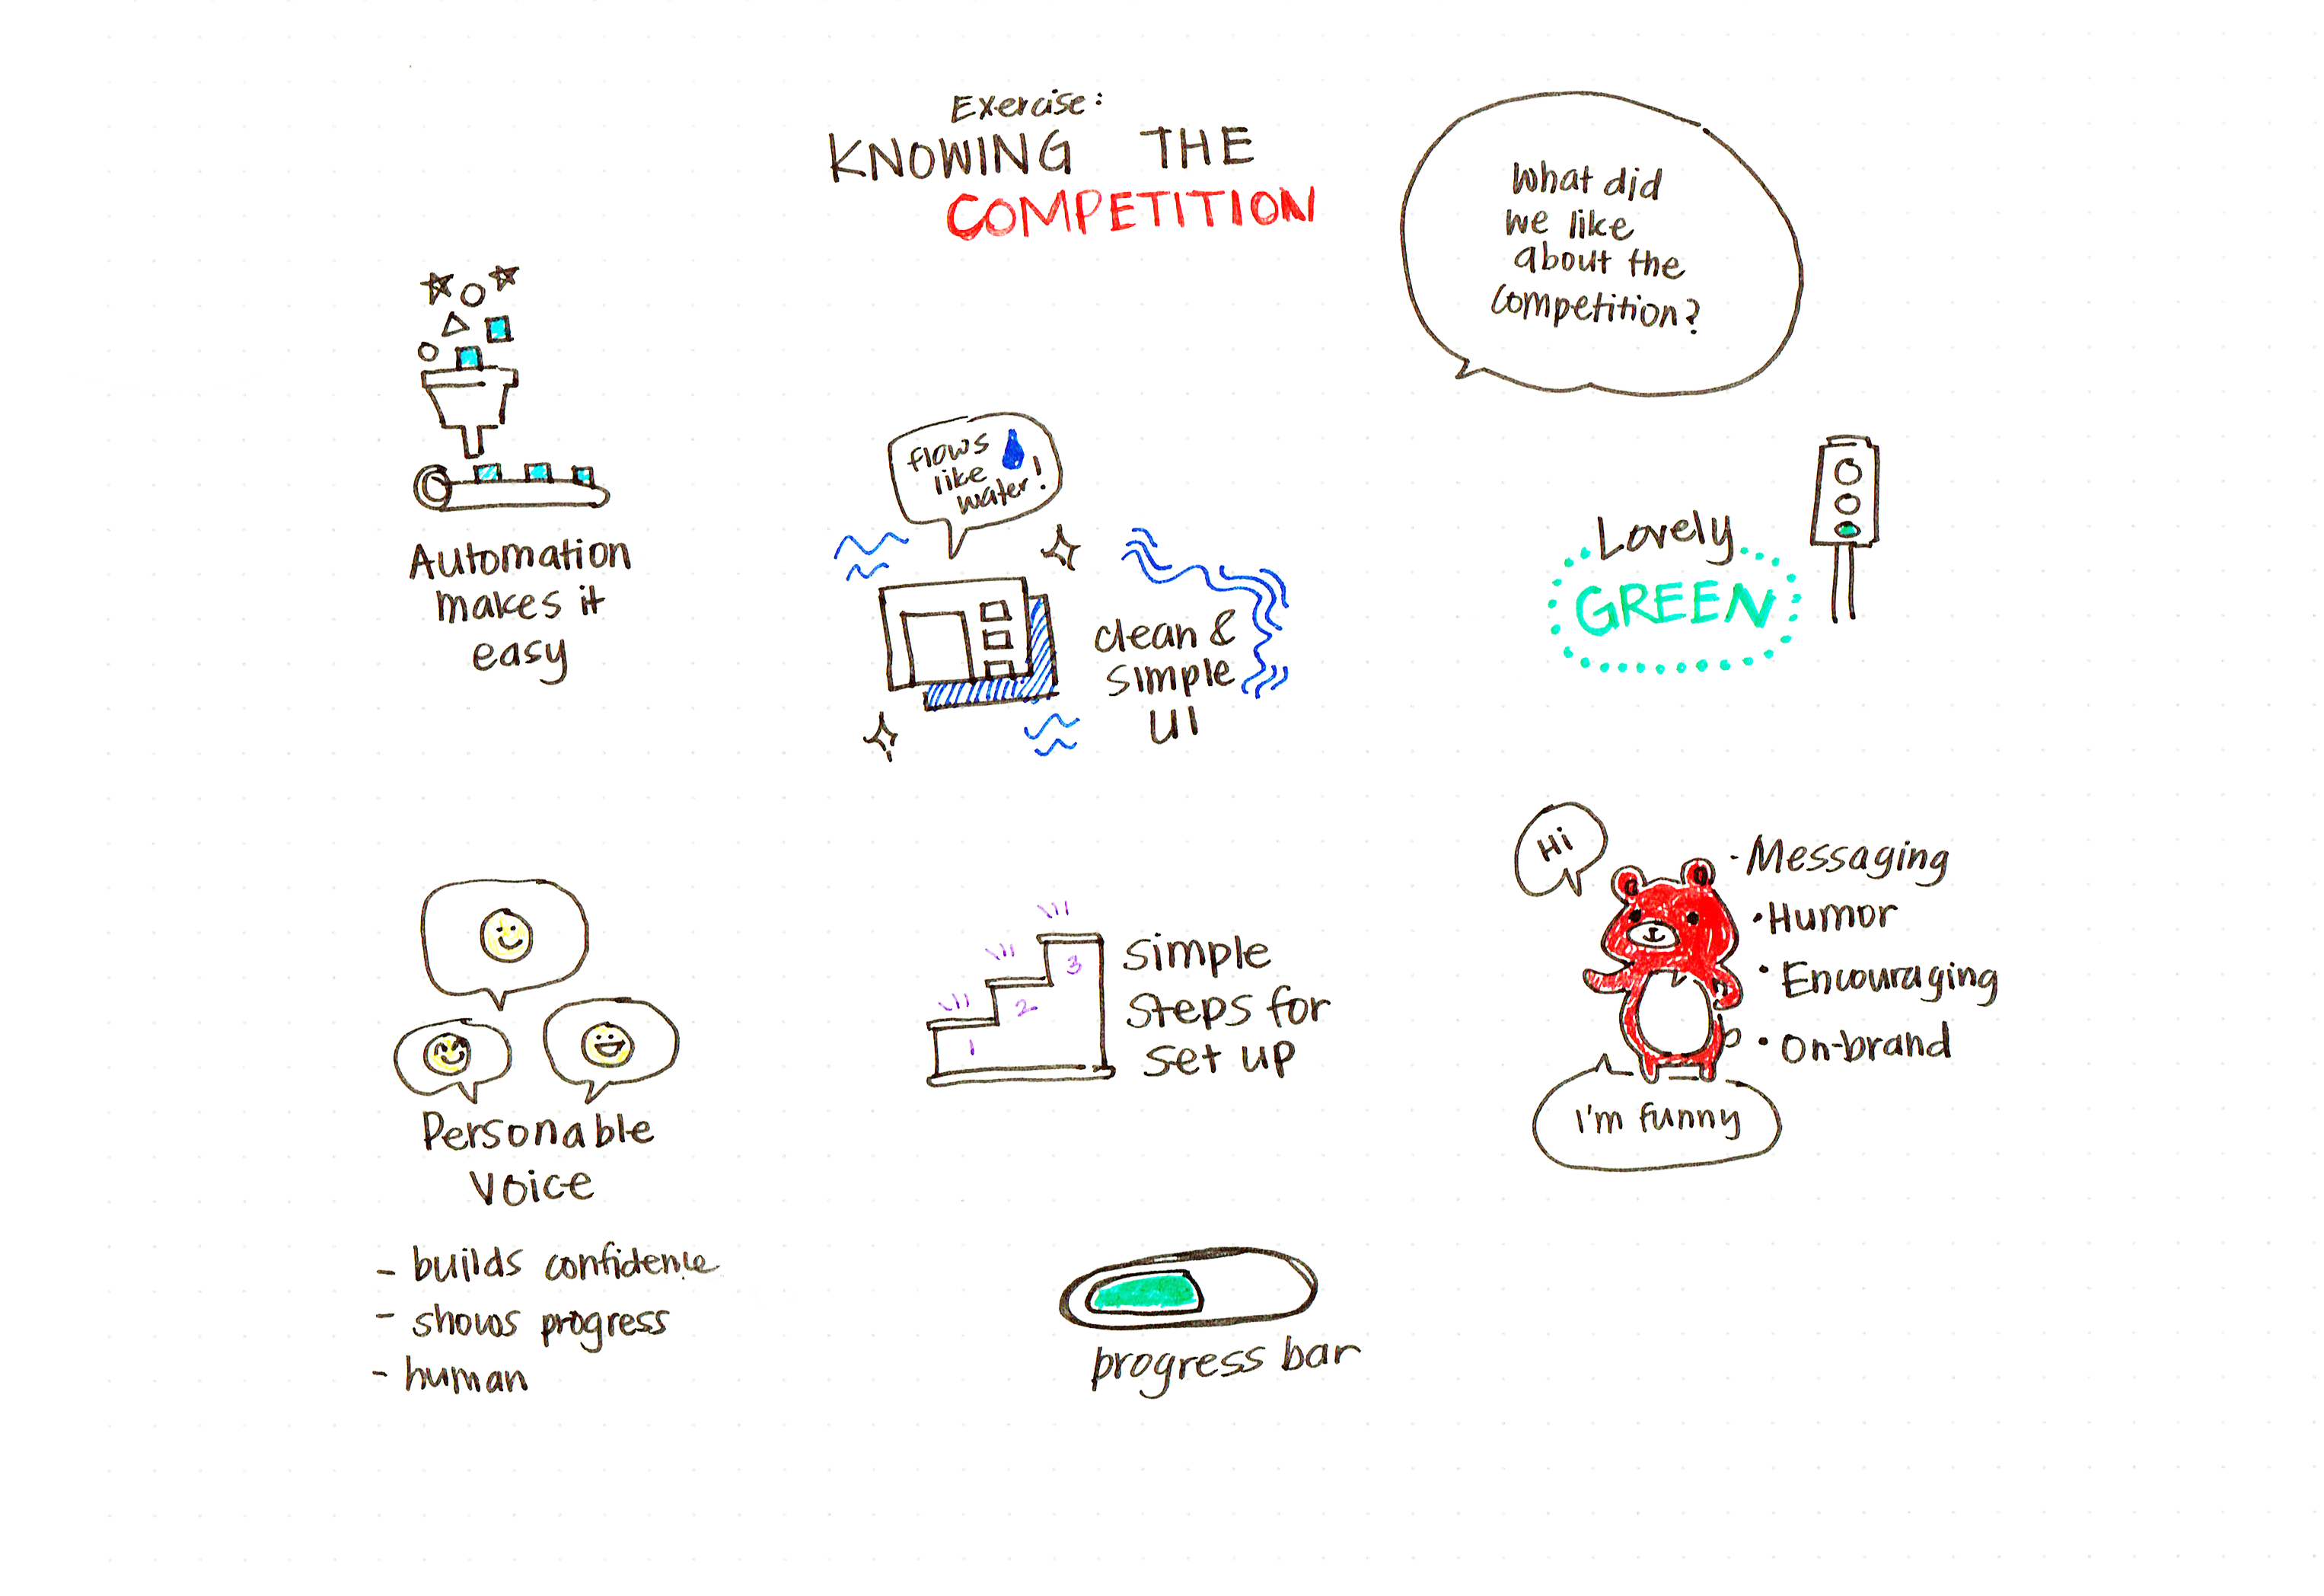 Exercise:
KNOWING THE
COMPETITION
What did
we like
about the
competition?
Automation
makes it
easy
flows
like
water!
clean &
simple
UI
Lovely
GREEN
Personable
Voice
- builds confidence
- shows progress
- human
1
2
3
simple
steps for
set up
progress bar
Hi
- Messaging
• Humor
• Encouraging
• On-brand
I'm funny